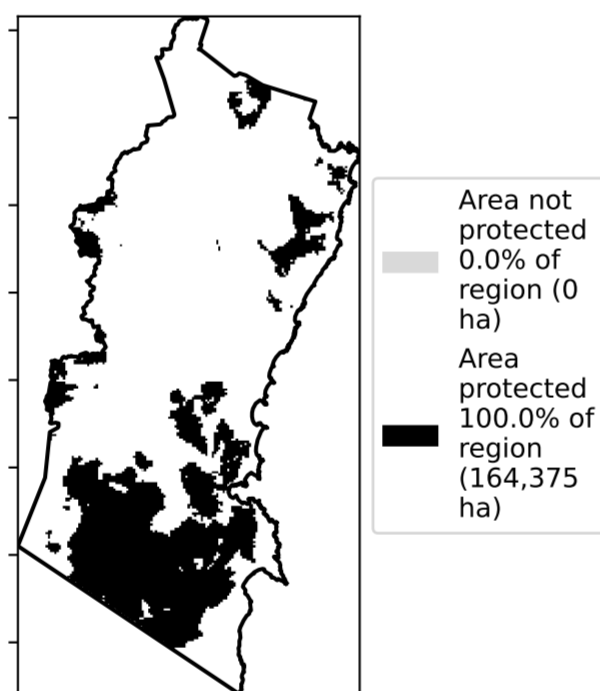 Area not
protected
0.0% of
region (0
ha)
Area
protected
100.0% of
region
(164,375
ha)